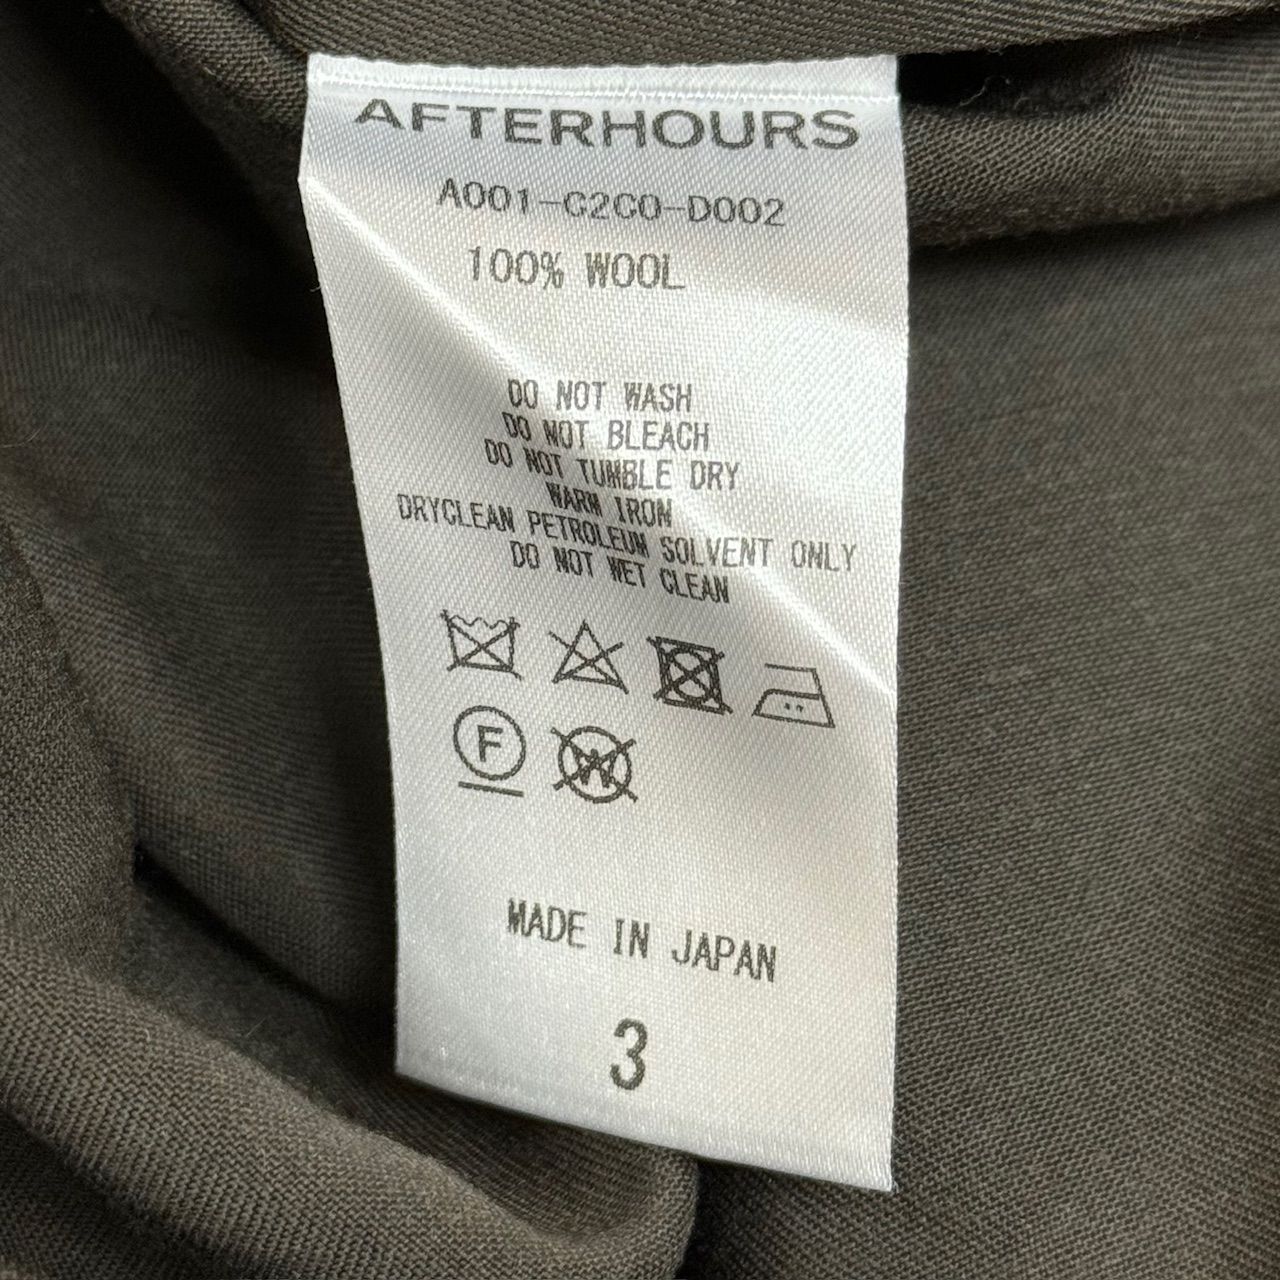 AFTERHOURS
A001-C2C0-D002
100% WOOL
DO NOT WASH
DO NOT BLEACH
DO NOT TUMBLE DRY
WARM IRON
DRYCLEAN PETROLEUM SOLVENT ONLY
DO NOT WET CLEAN
F W
MADE IN JAPAN
3